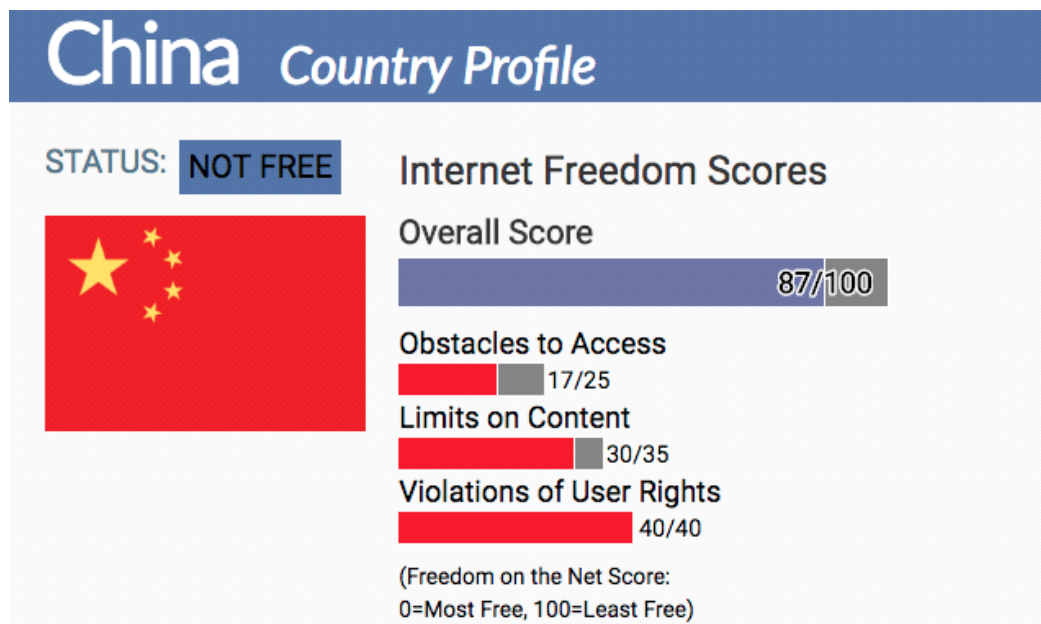 China Country Profile
STATUS: NOT FREE
Internet Freedom Scores
Overall Score
87/100
Obstacles to Access
17/25
Limits on Content
30/35
Violations of User Rights
40/40
(Freedom on the Net Score:
0=Most Free, 100=Least Free)